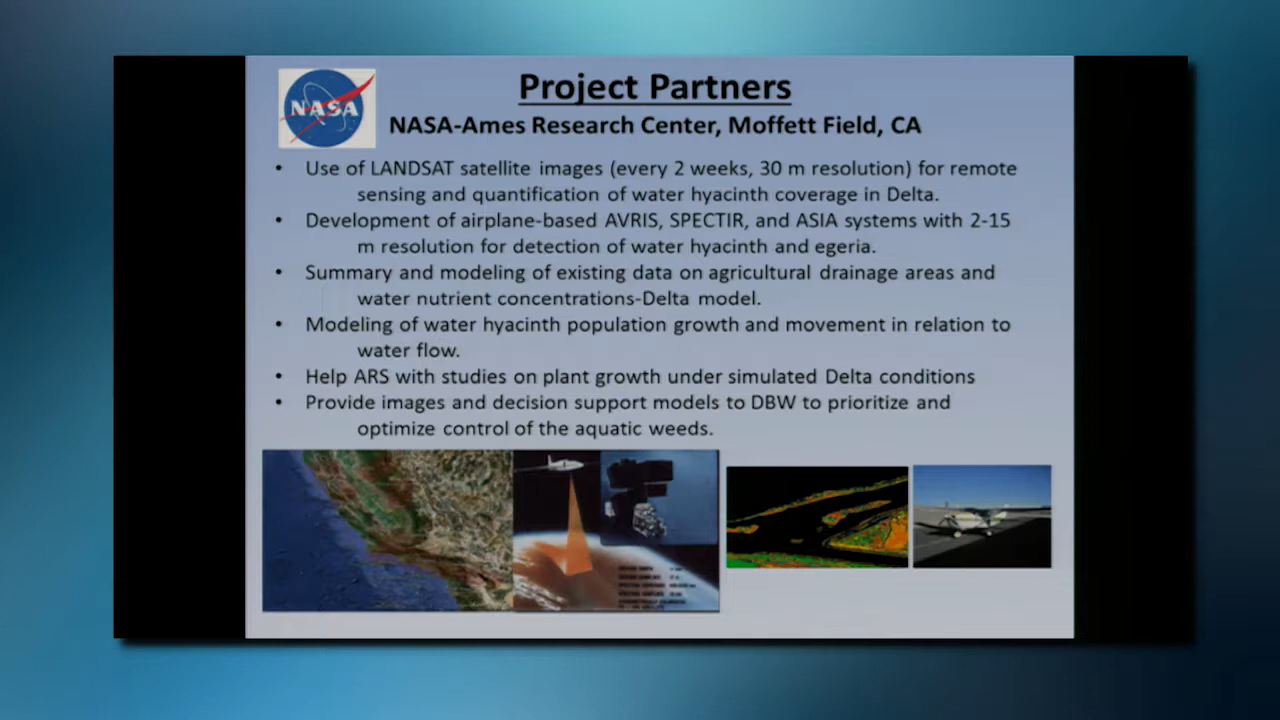 NASA
Project Partners
NASA-Ames Research Center, Moffett Field, CA
• Use of LANDSAT satellite images (every 2 weeks, 30 m resolution) for remote
sensing and quantification of water hyacinth coverage in Delta.
• Development of airplane-based AVRIS, SPECTIR, and ASIA systems with 2-15
m resolution for detection of water hyacinth and egeria.
• Summary and modeling of existing data on agricultural drainage areas and
water nutrient concentrations-Delta model.
• Modeling of water hyacinth population growth and movement in relation to
water flow.
• Help ARS with studies on plant growth under simulated Delta conditions
• Provide images and decision support models to DBW to prioritize and
optimize control of the aquatic weeds.